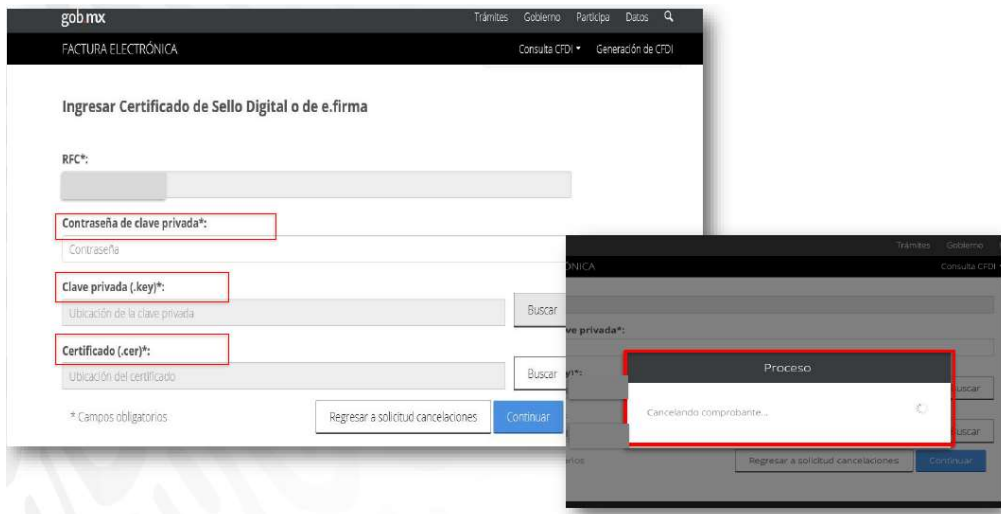 gob.mx
Trámites Gobierno Participa Datos
FACTURA ELECTRÓNICA
Consulta CFDI Generación de CFDI
Ingresar Certificado de Sello Digital o de e.firma
RFC*:
Contraseña de clave privada*:
Contraseña
Clave privada (.key)*:
Ubicación de la clave privada
Buscar
Certificado (.cer)*:
Ubicación del certificado
Buscar
* Campos obligatorios
Regresar a solicitud cancelaciones
Continuar
Trámites Gobierno
ÓNICA
Consulta CFDI
ve privada*:
Proceso
Cancelando comprobante...
y)*:
uscar
uscar
Regresar a solicitud cancelaciones
Continuar